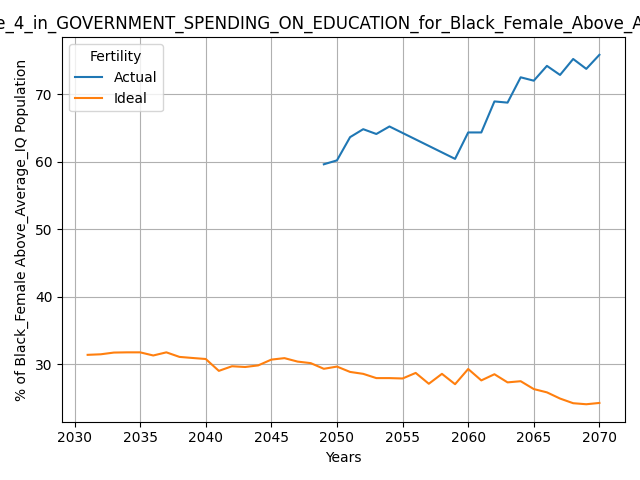 e_4_in_GOVERNMENT_SPENDING_ON_EDUCATION_for_Black_Female_Above_A
Fertility
Actual
Ideal
% of Black_Female Above_Average_IQ Population
70
60
50
40
30
2030 2035 2040 2045 2050 2055 2060 2065 2070
Years